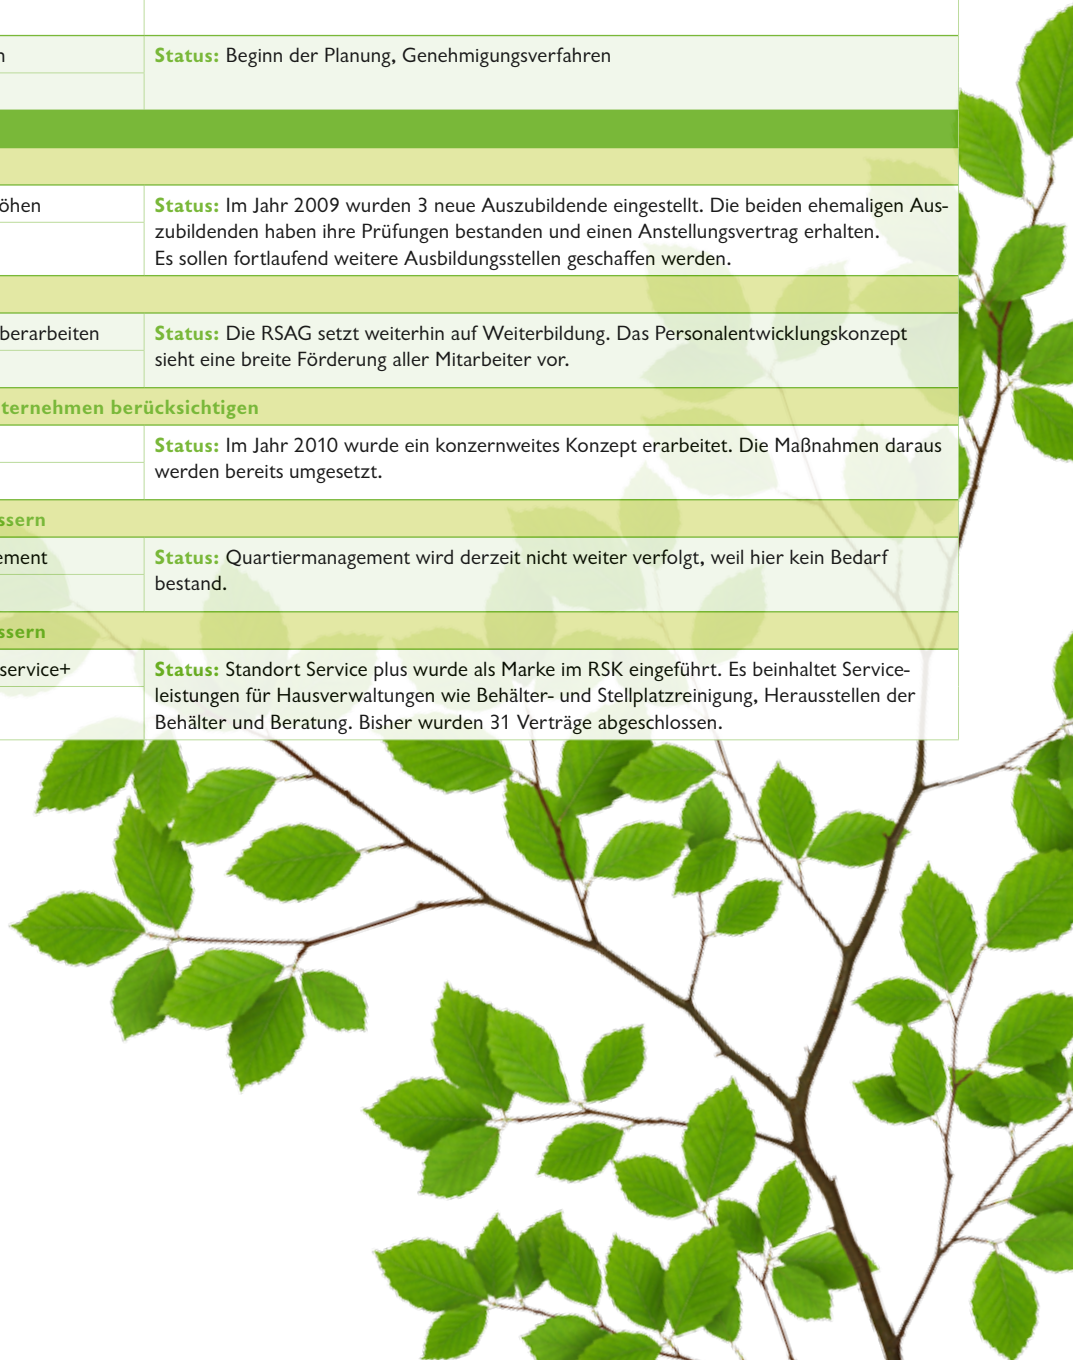 n
Status: Beginn der Planung, Genehmigungsverfahren
öhen
Status: Im Jahr 2009 wurden 3 neue Auszubildende eingestellt. Die beiden ehemaligen Aus-
zubildenden haben ihre Prüfungen bestanden und einen Anstellungsvertrag erhalten.
Es sollen fortlaufend weitere Ausbildungsstellen geschaffen werden.
berarbeiten
Status: Die RSAG setzt weiterhin auf Weiterbildung. Das Personalentwicklungskonzept
sieht eine breite Förderung aller Mitarbeiter vor.
ternehmen berücksichtigen
Status: Im Jahr 2010 wurde ein konzernweites Konzept erarbeitet. Die Maßnahmen daraus
werden bereits umgesetzt.
ssern
ement
Status: Quartiermanagement wird derzeit nicht weiter verfolgt, weil hier kein Bedarf
bestand.
ssern
service+
Status: Standort Service plus wurde als Marke im RSK eingeführt. Es beinhaltet Service-
leistungen für Hausverwaltungen wie Behälter- und Stellplatzreinigung, Herausstellen der
Behälter und Beratung. Bisher wurden 31 Verträge abgeschlossen.